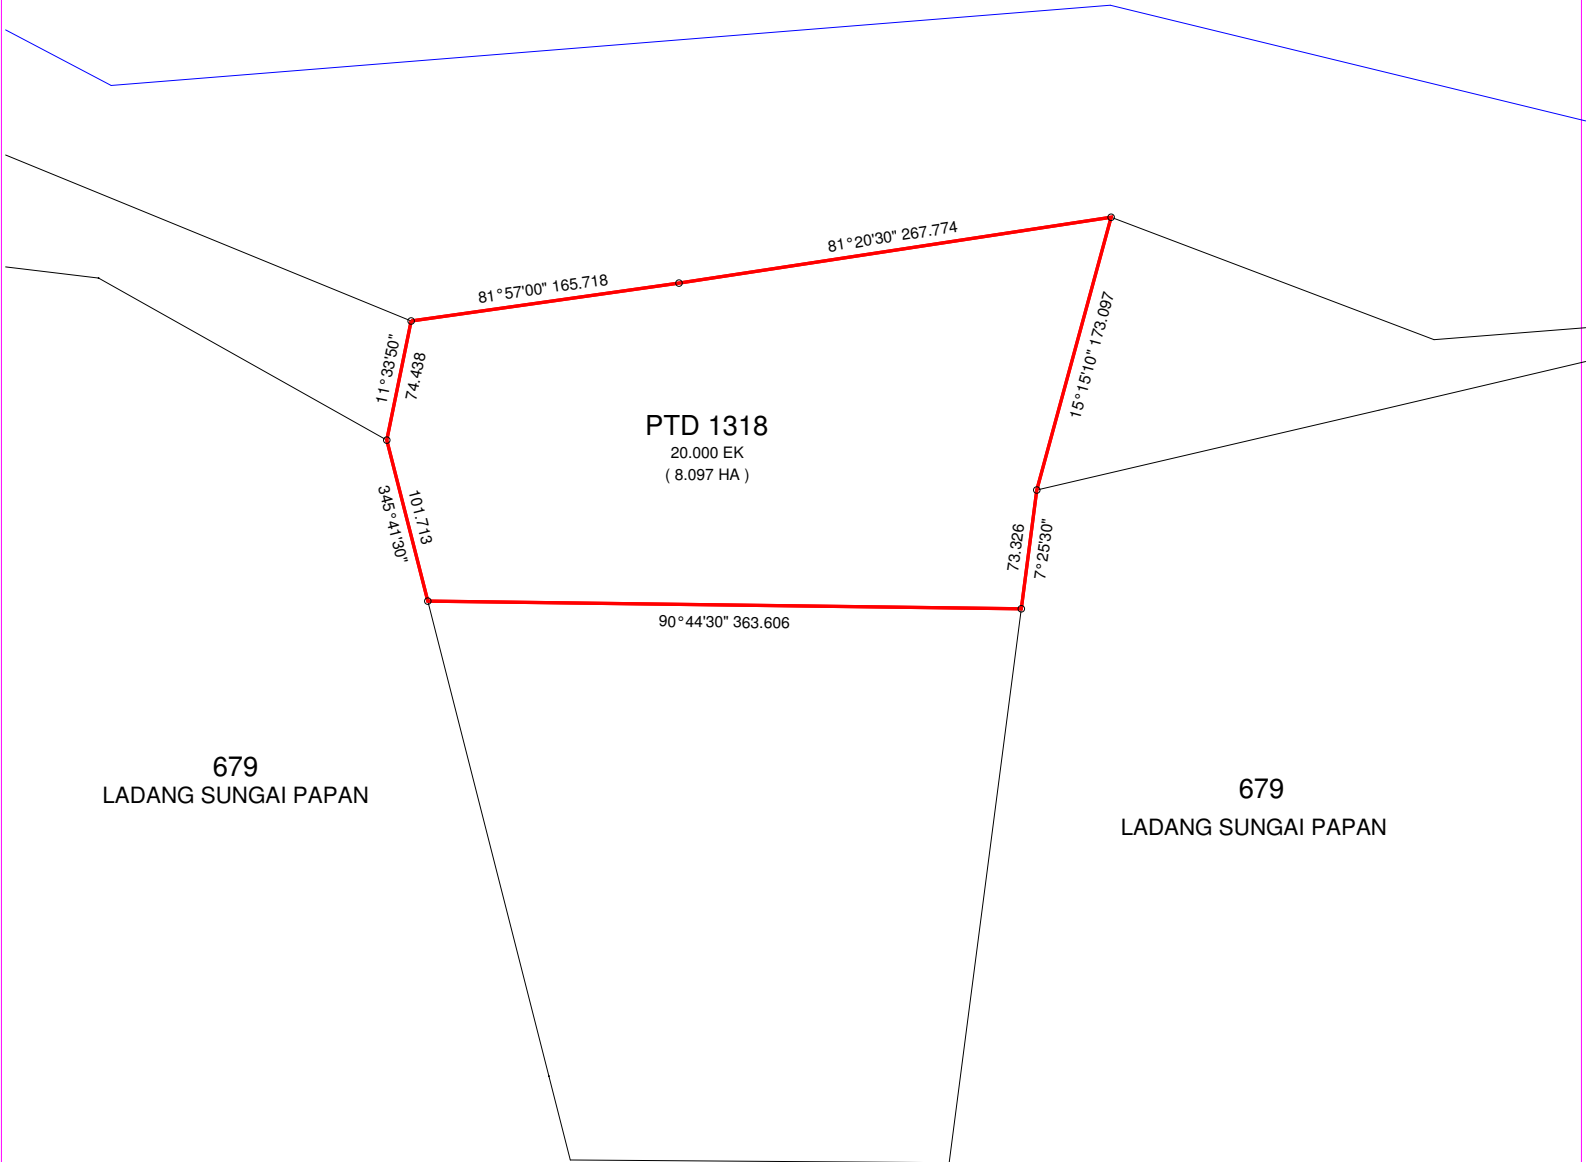 81°20'30" 267.774
81°57'00" 165.718
11°33'50"
74.438
15°15'10" 173.097
PTD 1318
20.000 EK
( 8.097 HA )
345°41'30"
101.713
73.326
7°25'30"
90°44'30" 363.606
679
LADANG SUNGAI PAPAN
679
LADANG SUNGAI PAPAN